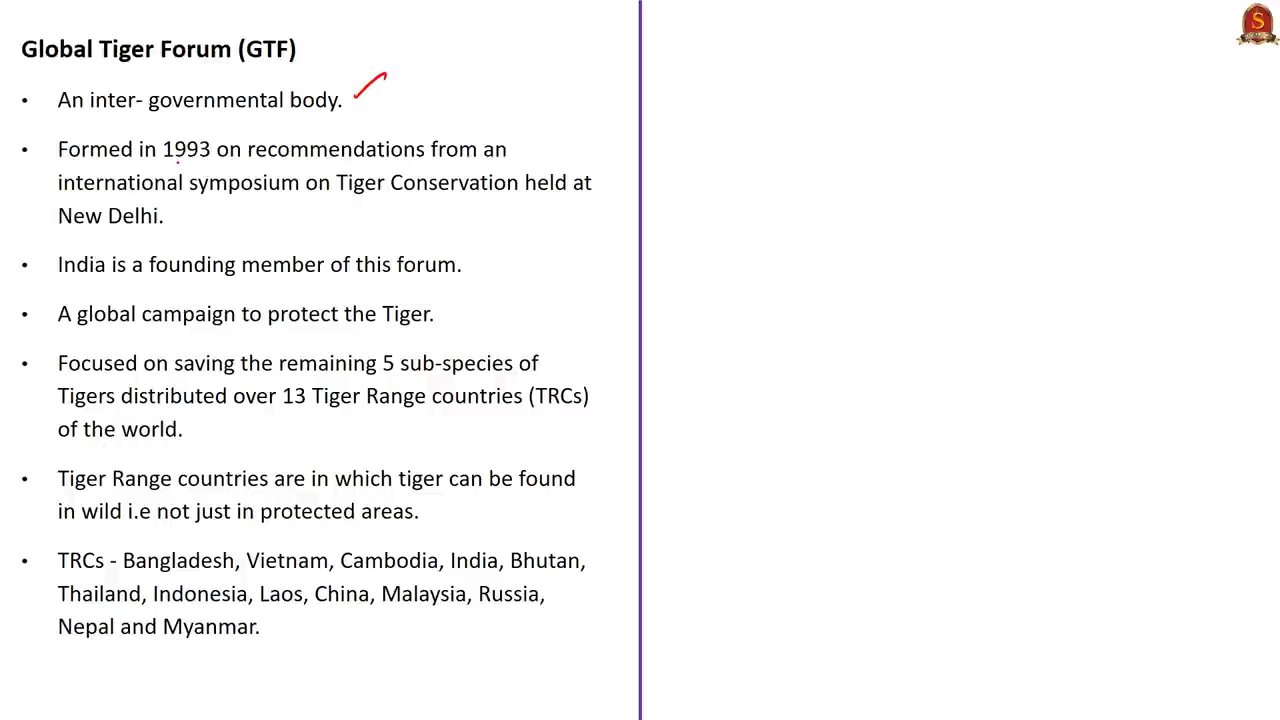 Global Tiger Forum (GTF)
• An inter- governmental body.
• Formed in 1993 on recommendations from an
international symposium on Tiger Conservation held at
New Delhi.
• India is a founding member of this forum.
• A global campaign to protect the Tiger.
• Focused on saving the remaining 5 sub-species of
Tigers distributed over 13 Tiger Range countries (TRCs)
of the world.
• Tiger Range countries are in which tiger can be found
in wild i.e not just in protected areas.
• TRCs - Bangladesh, Vietnam, Cambodia, India, Bhutan,
Thailand, Indonesia, Laos, China, Malaysia, Russia,
Nepal and Myanmar.
S